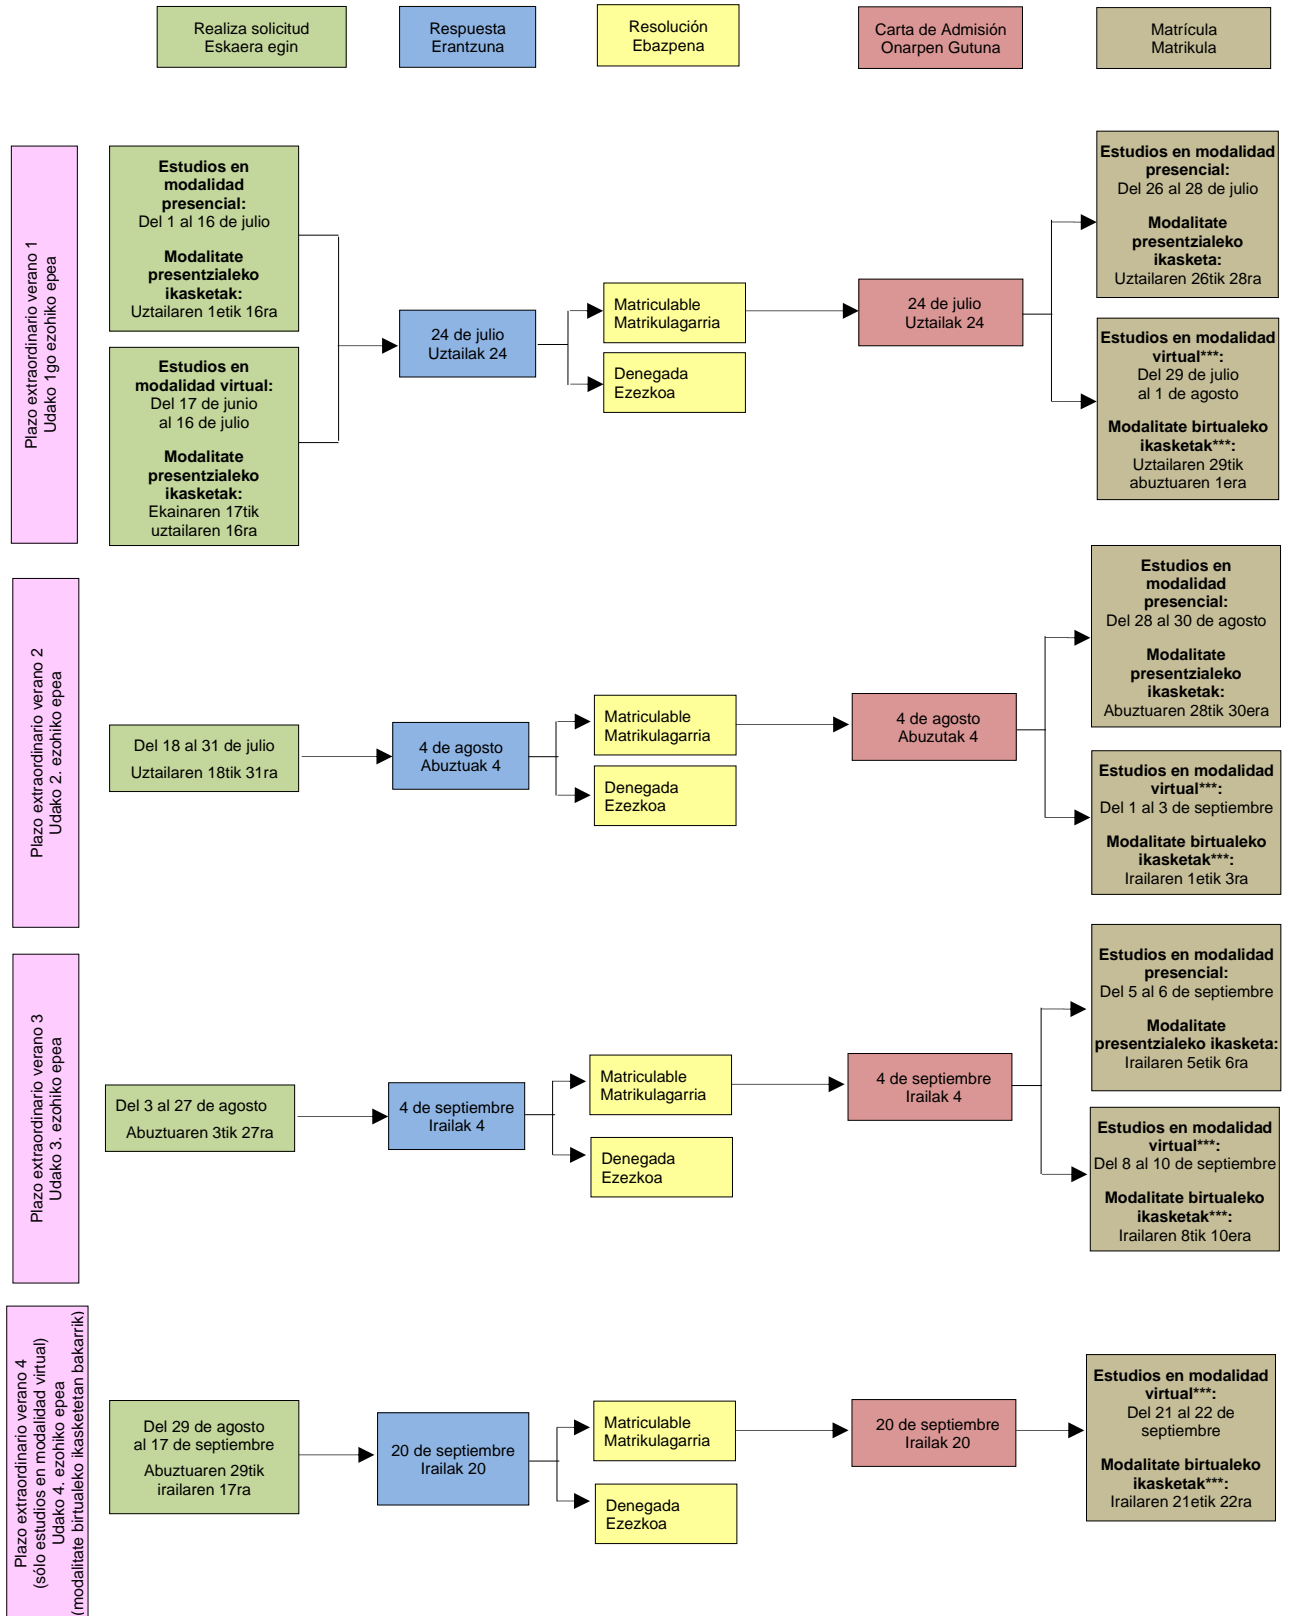 Realiza solicitud
Eskaera egin
Respuesta
Erantzuna
Resolución
Ebazpena
Carta de Admisión
Onarpen Gutuna
Matrícula
Matrikula
Plazo extraordinario verano 1
Udako 1go ezohiko epea
Estudios en
modalidad
presencial:
Del 1 al 16 de julio
Modalitate
presentzialeko
ikasketak:
Uztailaren 1etik 16ra
Estudios en
modalidad virtual:
Del 17 de junio
al 16 de julio
Modalitate
presentzialeko
ikasketak:
Ekainaren 17tik
uztailaren 16ra
24 de julio
Uztailak 24
Matriculable
Matrikulagarria
Denegada
Ezezkoa
24 de julio
Uztailak 24
Estudios en modalidad
presencial:
Del 26 al 28 de julio
Modalitate
presentzialeko
ikasketa:
Uztailaren 26tik 28ra
Estudios en modalidad
virtual***:
Del 29 de julio
al 1 de agosto
Modalitate birtualeko
ikasketak***:
Uztailaren 29tik
abuztuaren 1era
Plazo extraordinario verano 2
Udako 2. ezohiko epea
Del 18 al 31 de julio
Uztailaren 18tik 31ra
4 de agosto
Abuztuak 4
Matriculable
Matrikulagarria
Denegada
Ezezkoa
4 de agosto
Abuzutak 4
Estudios en
modalidad
presencial:
Del 28 al 30 de agosto
Modalitate
presentzialeko
ikasketak:
Abuztuaren 28tik 30era
Estudios en modalidad
virtual***:
Del 1 al 3 de septiembre
Modalitate birtualeko
ikasketak***:
Irailaren 1etik 3ra
Plazo extraordinario verano 3
Udako 3. ezohiko epea
Del 3 al 27 de agosto
Abuztuaren 3tik 27ra
4 de septiembre
Irailak 4
Matriculable
Matrikulagarria
Denegada
Ezezkoa
4 de septiembre
Irailak 4
Estudios en modalidad
presencial:
Del 5 al 6 de septiembre
Modalitate
presentzialeko ikasketa:
Irailaren 5etik 6ra
Estudios en modalidad
virtual***:
Del 8 al 10 de septiembre
Modalitate birtualeko
ikasketak***:
Irailaren 8tik 10era
Plazo extraordinario verano 4
(sólo estudios en modalidad virtual)
Udako 4. ezohiko epea
(modalitate birtualeko ikasketetan bakarrik)
Del 29 de agosto
al 17 de septiembre
Abuztuaren 29tik
irailaren 17ra
20 de septiembre
Irailak 20
Matriculable
Matrikulagarria
Denegada
Ezezkoa
20 de septiembre
Irailak 20
Estudios en modalidad
virtual***:
Del 21 al 22 de
septiembre
Modalitate birtualeko
ikasketak***:
Irailaren 21etik 22ra